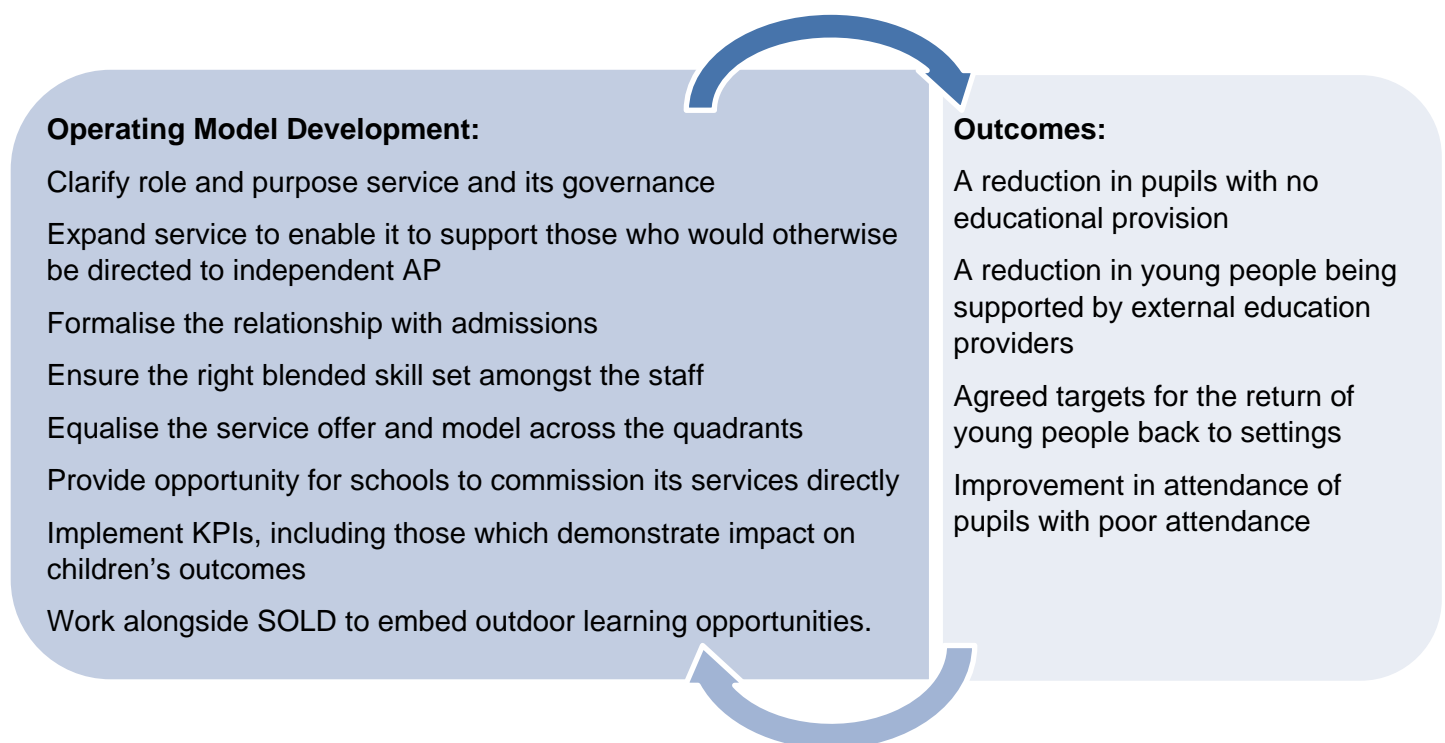 Operating Model Development:
Clarify role and purpose service and its governance
Expand service to enable it to support those who would otherwise
be directed to independent AP
Formalise the relationship with admissions
Ensure the right blended skill set amongst the staff
Equalise the service offer and model across the quadrants
Provide opportunity for schools to commission its services directly
Implement KPIs, including those which demonstrate impact on
children’s outcomes
Work alongside SOLD to embed outdoor learning opportunities.
Outcomes:
A reduction in pupils with no
educational provision
A reduction in young people being
supported by external education
providers
Agreed targets for the return of
young people back to settings
Improvement in attendance of
pupils with poor attendance